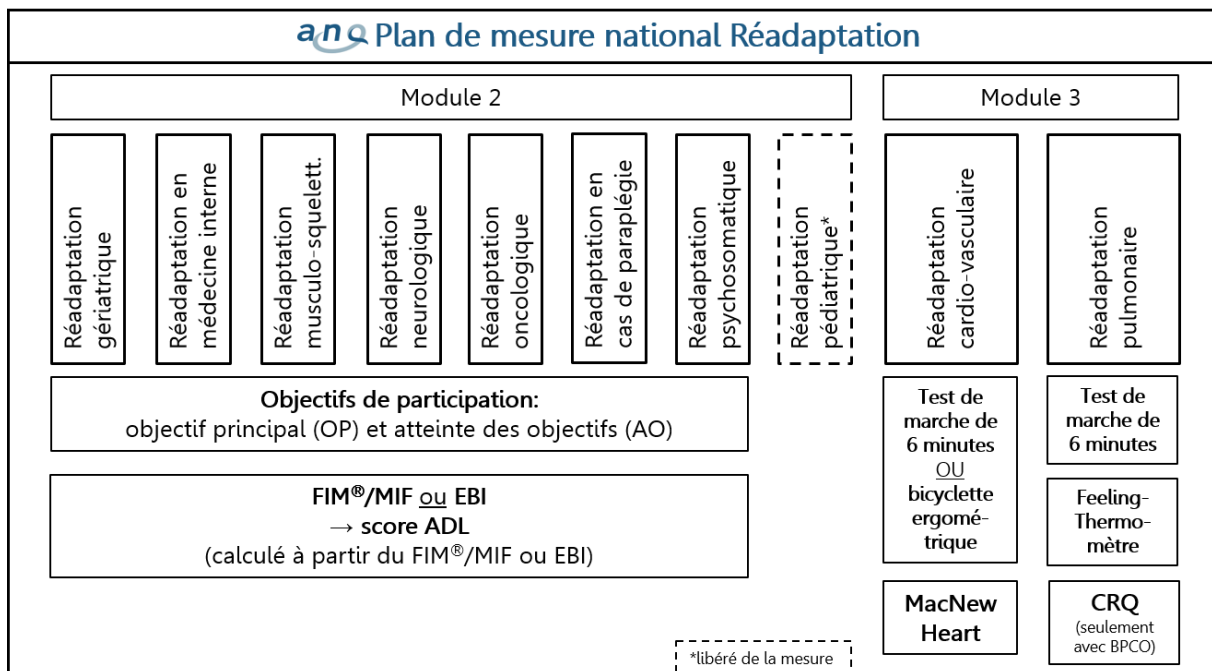 anq Plan de mesure national Réadaptation
Module 2
Module 3
Réadaptation
gériatrique
Réadaptation en
médecine interne
Réadaptation
musculo-squelett.
Réadaptation
neurologique
Réadaptation
oncologique
Réadaptation en
cas de paraplégie
Réadaptation
psychosomatique
Réadaptation
pédiatrique*
Réadaptation
cardio-vasculaire
Réadaptation
pulmonaire
Objectifs de participation:
objectif principal (OP) et atteinte des objectifs (AO)
FIM®/MIF ou EBI
→ score ADL
(calculé à partir du FIM®/MIF ou EBI)
*libéré de la mesure
Test de
marche de
6 minutes
OU
bicyclette
ergomé-
trique
MacNew
Heart
Test de
marche de
6 minutes
Feeling-
Thermo-
mètre
CRQ
(seulement
avec BPCO)